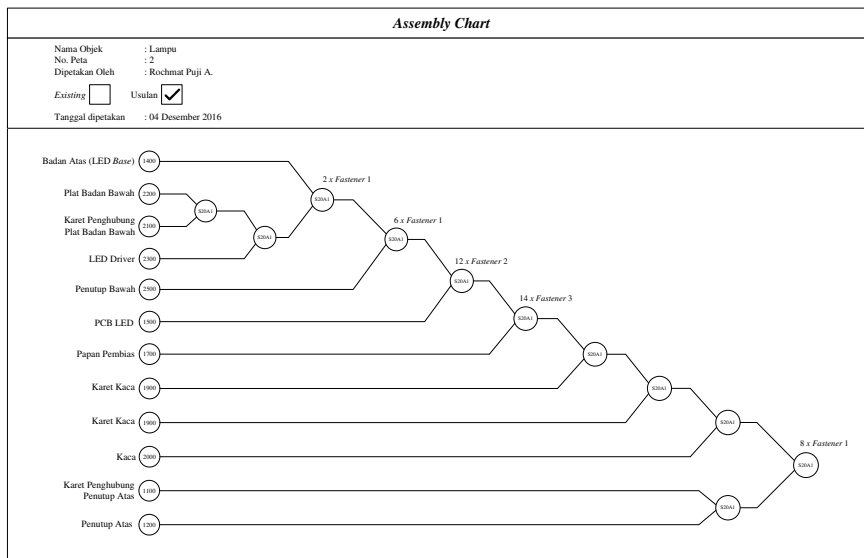 Assembly Chart
Nama Objek : Lampu
No. Peta : 2
Dipetakan Oleh : Rochmat Puji A.
Existing Usulan
Tanggal dipetakan : 04 Desember 2016
Badan Atas (LED Base) 1400
2 x Fastener 1
Plat Badan Bawah 2200
S20A1
S20A1
Karet Penghubung
Plat Badan Bawah 2100
6 x Fastener 1
S20A1
S20A1
LED Driver 2300
12 x Fastener 2
S20A1
Penutup Bawah 2500
14 x Fastener 3
PCB LED 1500
S20A1
Papan Pembias 1700
S20A1
Karet Kaca 1900
S20A1
Karet Kaca 1900
S20A1
8 x Fastener 1
Kaca 2000
S20A1
Karet Penghubung
Penutup Atas 1100
S20A1
Penutup Atas 1200